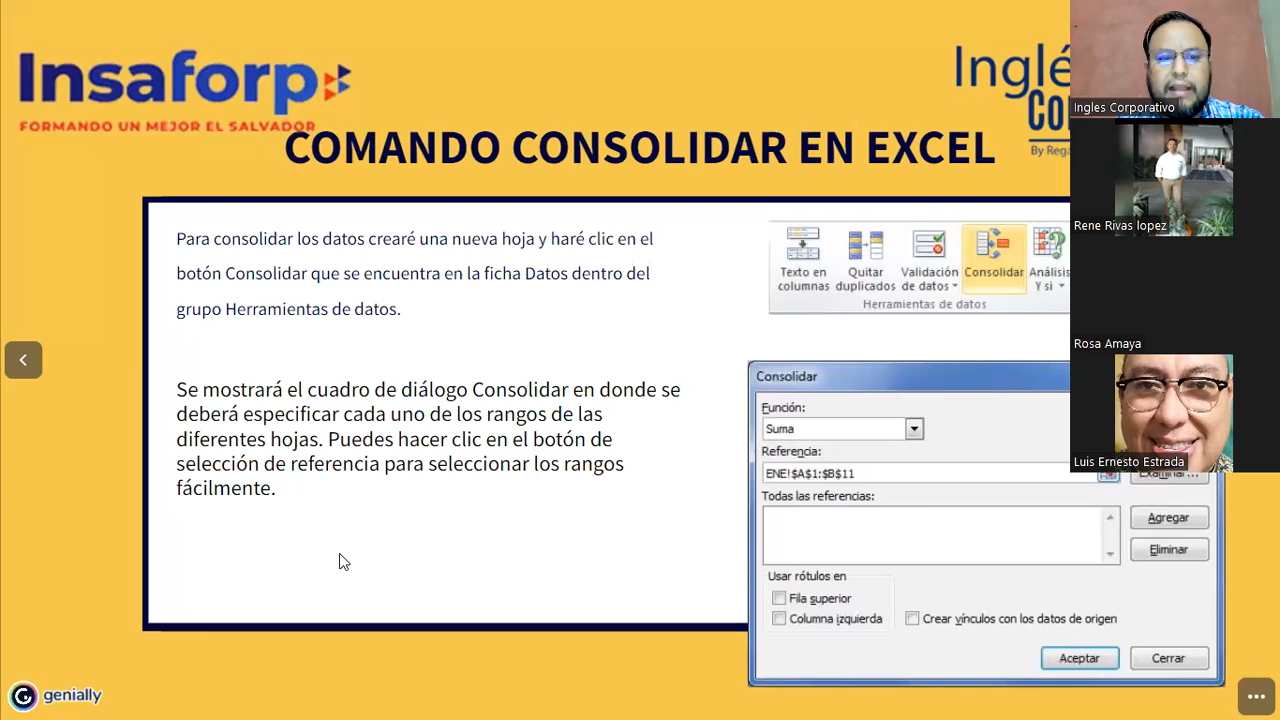 Insaforp
FORMANDO UN MEJOR EL SALVADOR
Inglé
By Rega
COMANDO CONSOLIDAR EN EXCEL
Para consolidar los datos crearé una nueva hoja y haré clic en el
botón Consolidar que se encuentra en la ficha Datos dentro del
grupo Herramientas de datos.
Se mostrará el cuadro de diálogo Consolidar en donde se
deberá especificar cada uno de los rangos de las
diferentes hojas. Puedes hacer clic en el botón de
selección de referencia para seleccionar los rangos
fácilmente.
Texto en
columnas
Quitar
duplicados
Validación
de datos
Consolidar
Análisis
Y si
Herramientas de datos
Consolidar
Función:
Suma
Referencia:
ENE!$A$1:$B$11
Examinar...
Todas las referencias:
Agregar
Eliminar
Usar rótulos en
Fila superior
Columna izquierda
Crear vínculos con los datos de origen
Aceptar
Cerrar
Ingles Corporativo
Rene Rivas lopez
Rosa Amaya
Luis Ernesto Estrada
genially